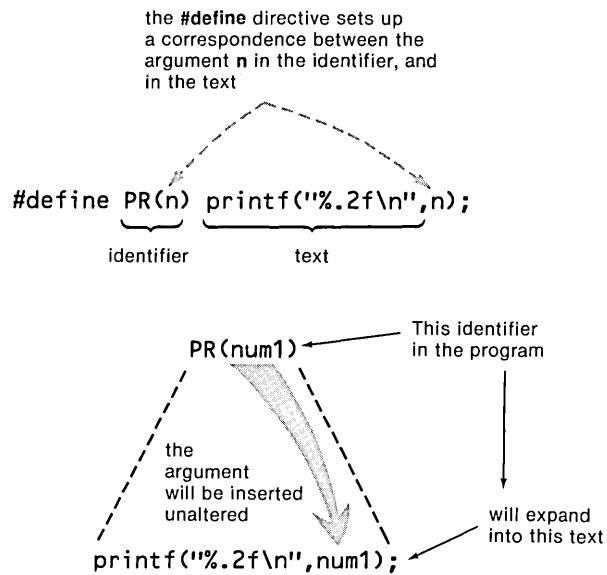 the #define directive sets up
a correspondence between the
argument n in the identifier, and
in the text
#define PR(n) printf("%.2f\n",n);
identifier
text
PR(num1)
This identifier
in the program
the
argument
will be inserted
unaltered
will expand
into this text
printf("%.2f\n",num1);